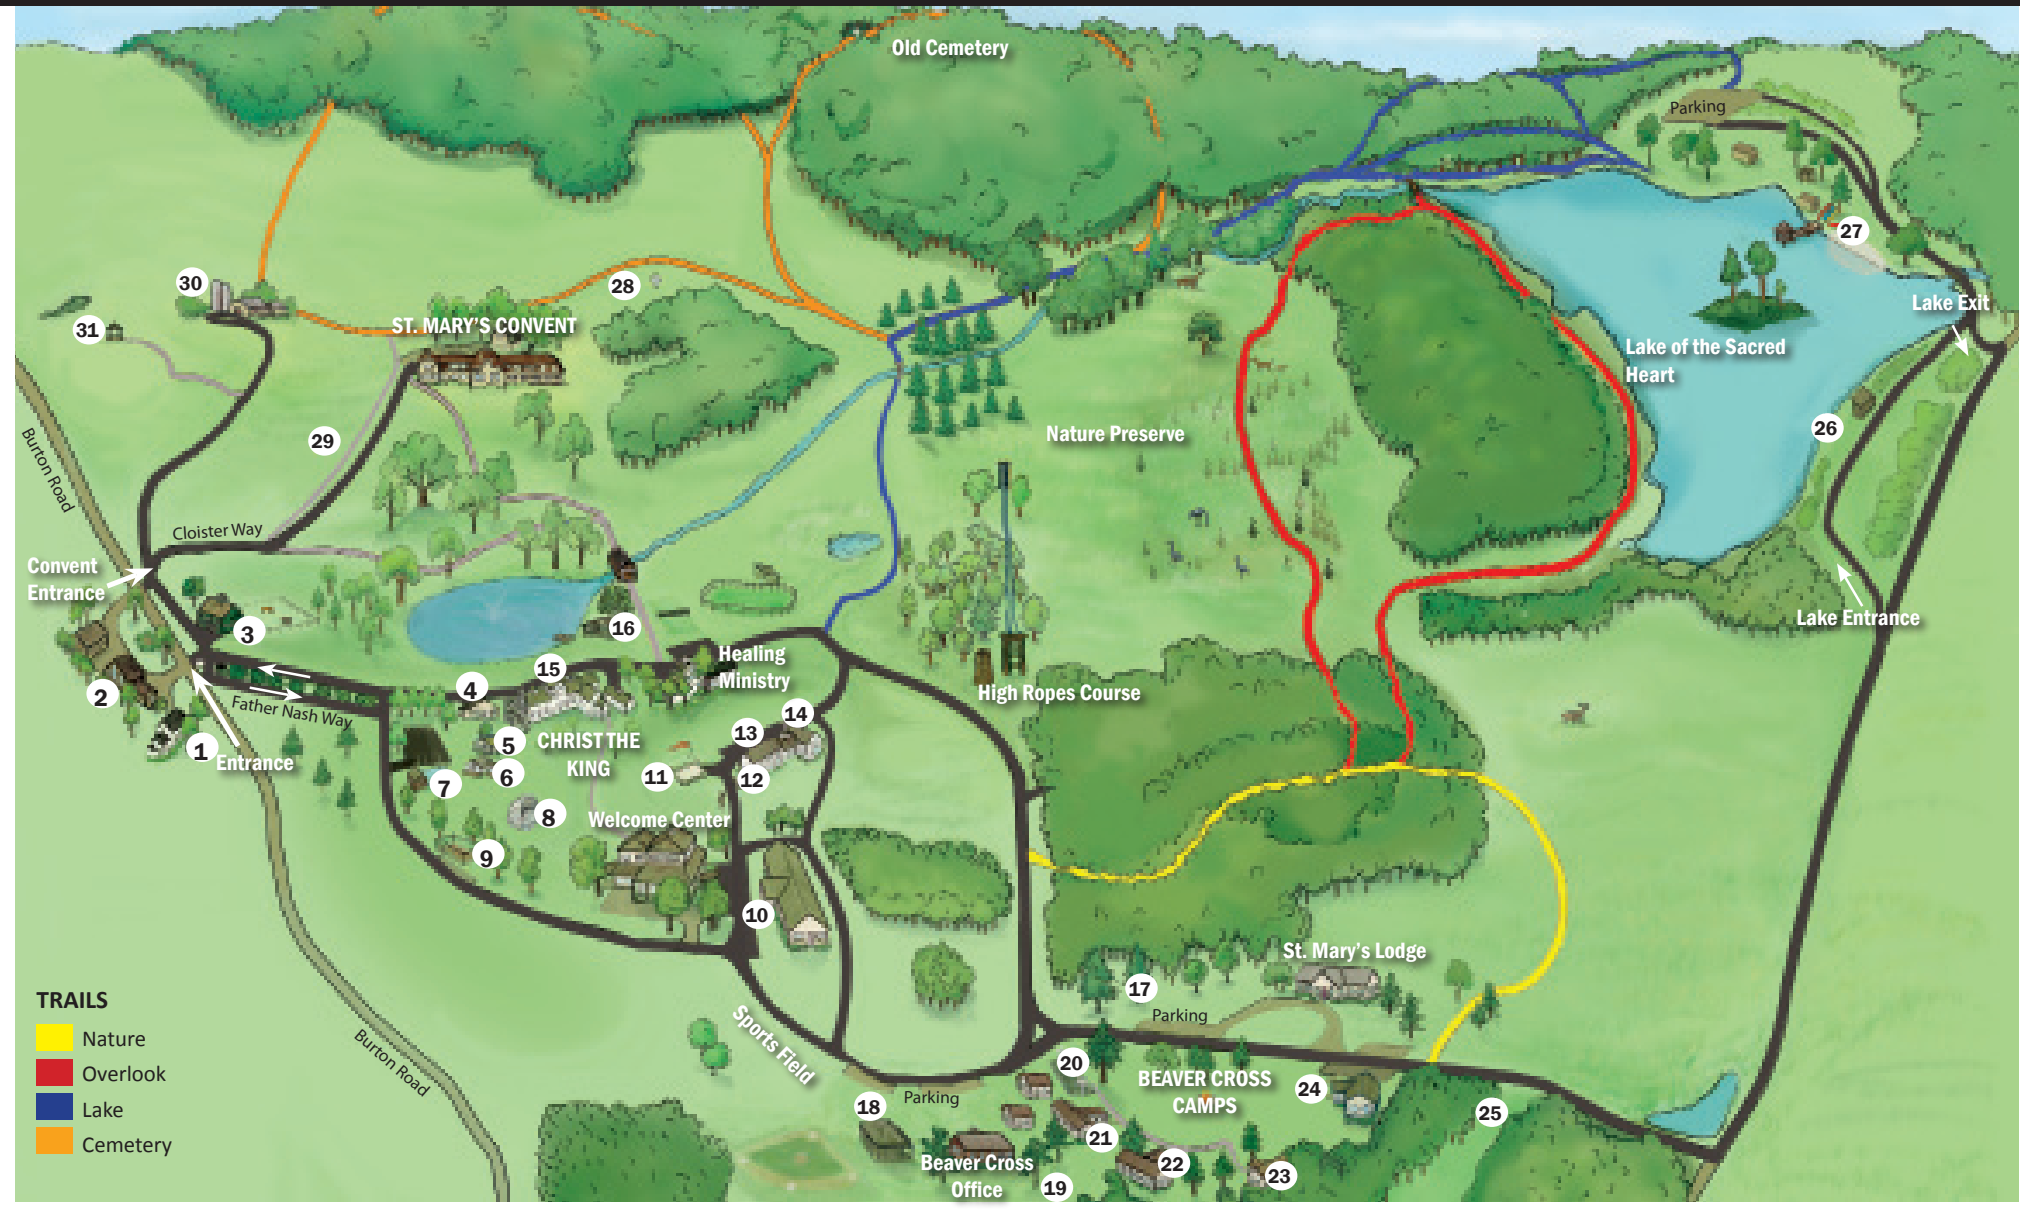 Old Cemetery
Parking
30
28
27
ST. MARY'S CONVENT
31
Lake Exit
Lake of the Sacred
Heart
29
26
Nature Preserve
Burton Road
Cloister Way
Convent
Entrance
Lake Entrance
3
16
Healing
Ministry
15
4
2
High Ropes Course
Father Nash Way
14
13
5
CHRIST THE
KING
1
Entrance
6
11
12
7
8
Welcome Center
9
10
St. Mary's Lodge
17
Parking
Sports Field
TRAILS
Nature
Overlook
Lake
Cemetery
Burton Road
20
BEAVER CROSS
CAMPS
24
Parking
18
25
21
Beaver Cross
Office
22
23
19